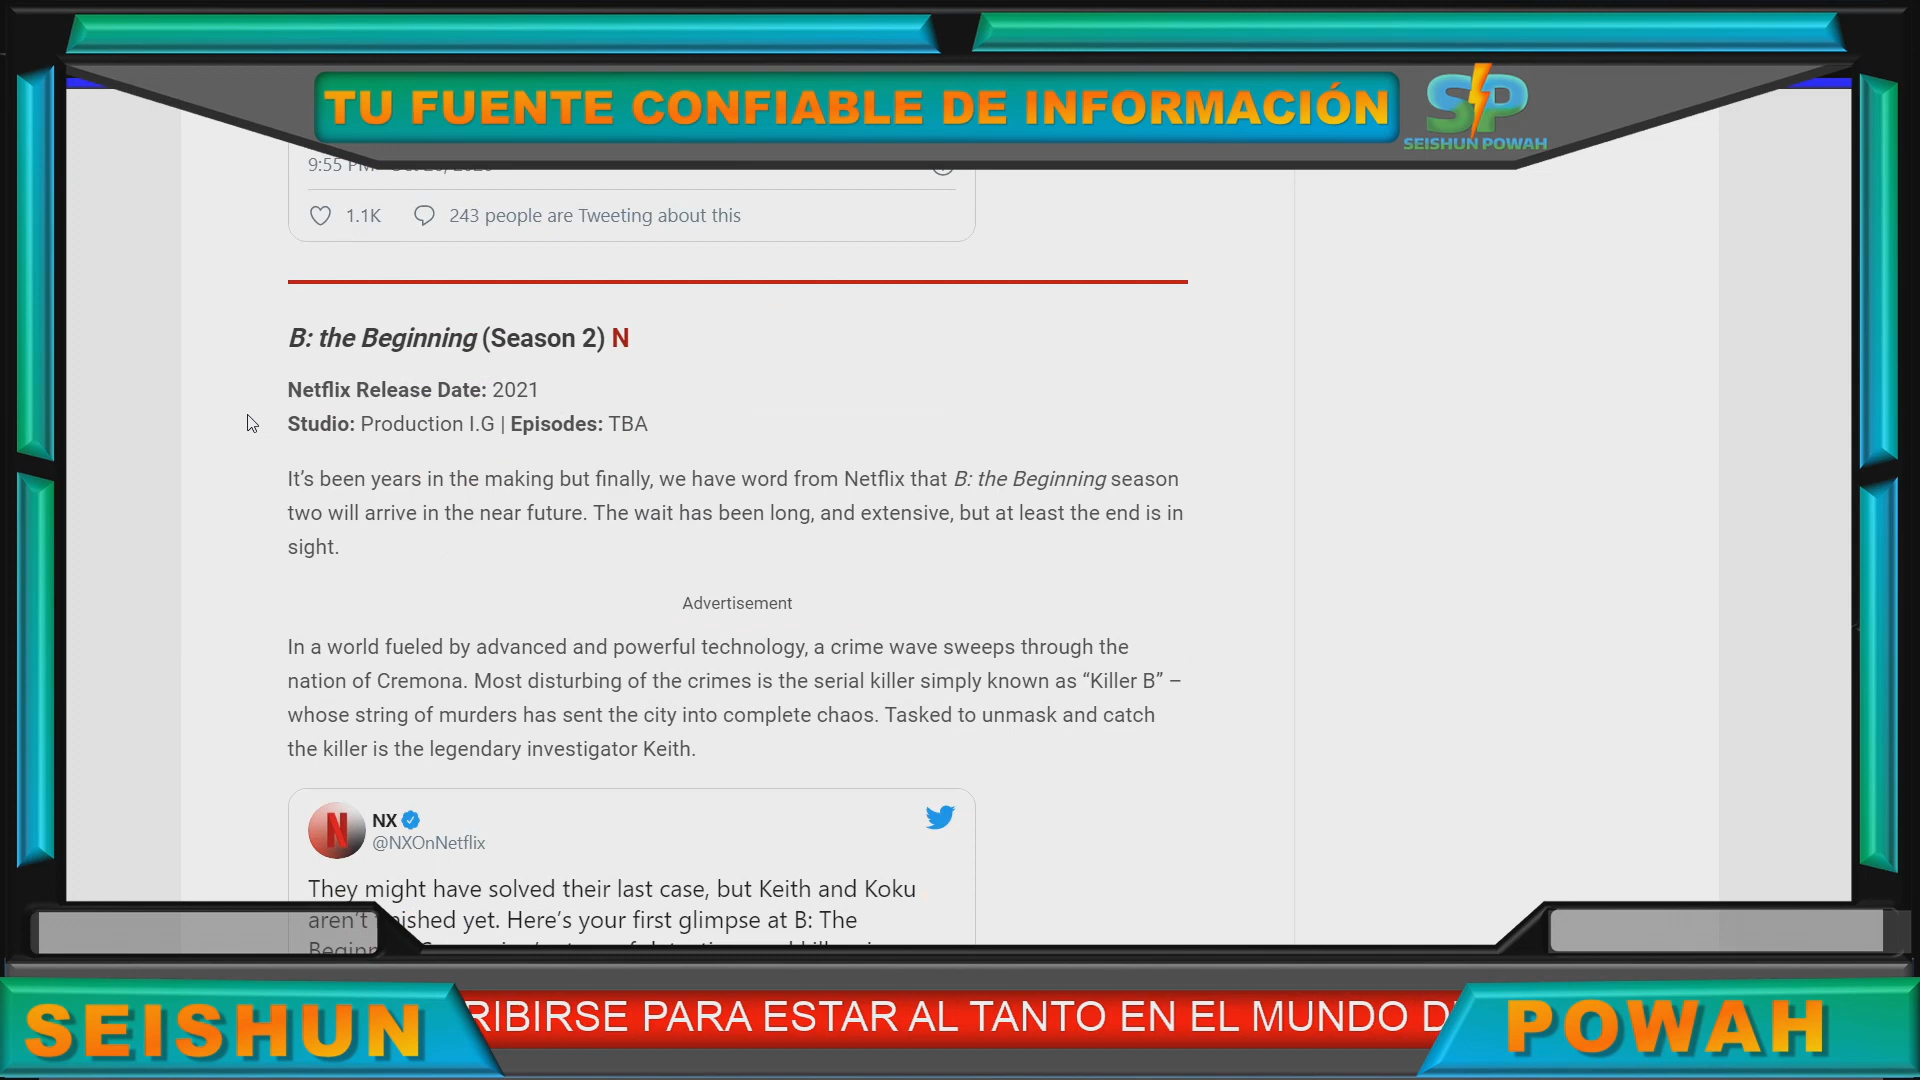 TU FUENTE CONFIABLE DE INFORMACIÓN
SP
SEISHUN POWAH
9:55 PM
1.1K 243 people are Tweeting about this
B: the Beginning (Season 2) N
Netflix Release Date: 2021
Studio: Production I.G | Episodes: TBA
It’s been years in the making but finally, we have word from Netflix that B: the Beginning season
two will arrive in the near future. The wait has been long, and extensive, but at least the end is in
sight.
Advertisement
In a world fueled by advanced and powerful technology, a crime wave sweeps through the
nation of Cremona. Most disturbing of the crimes is the serial killer simply known as “Killer B” –
whose string of murders has sent the city into complete chaos. Tasked to unmask and catch
the killer is the legendary investigator Keith.
N
NX
@NXOnNetflix
They might have solved their last case, but Keith and Koku
aren’t finished yet. Here’s your first glimpse at B: The
SEISHUN
RIBIRSE PARA ESTAR AL TANTO EN EL MUNDO D
POWAH